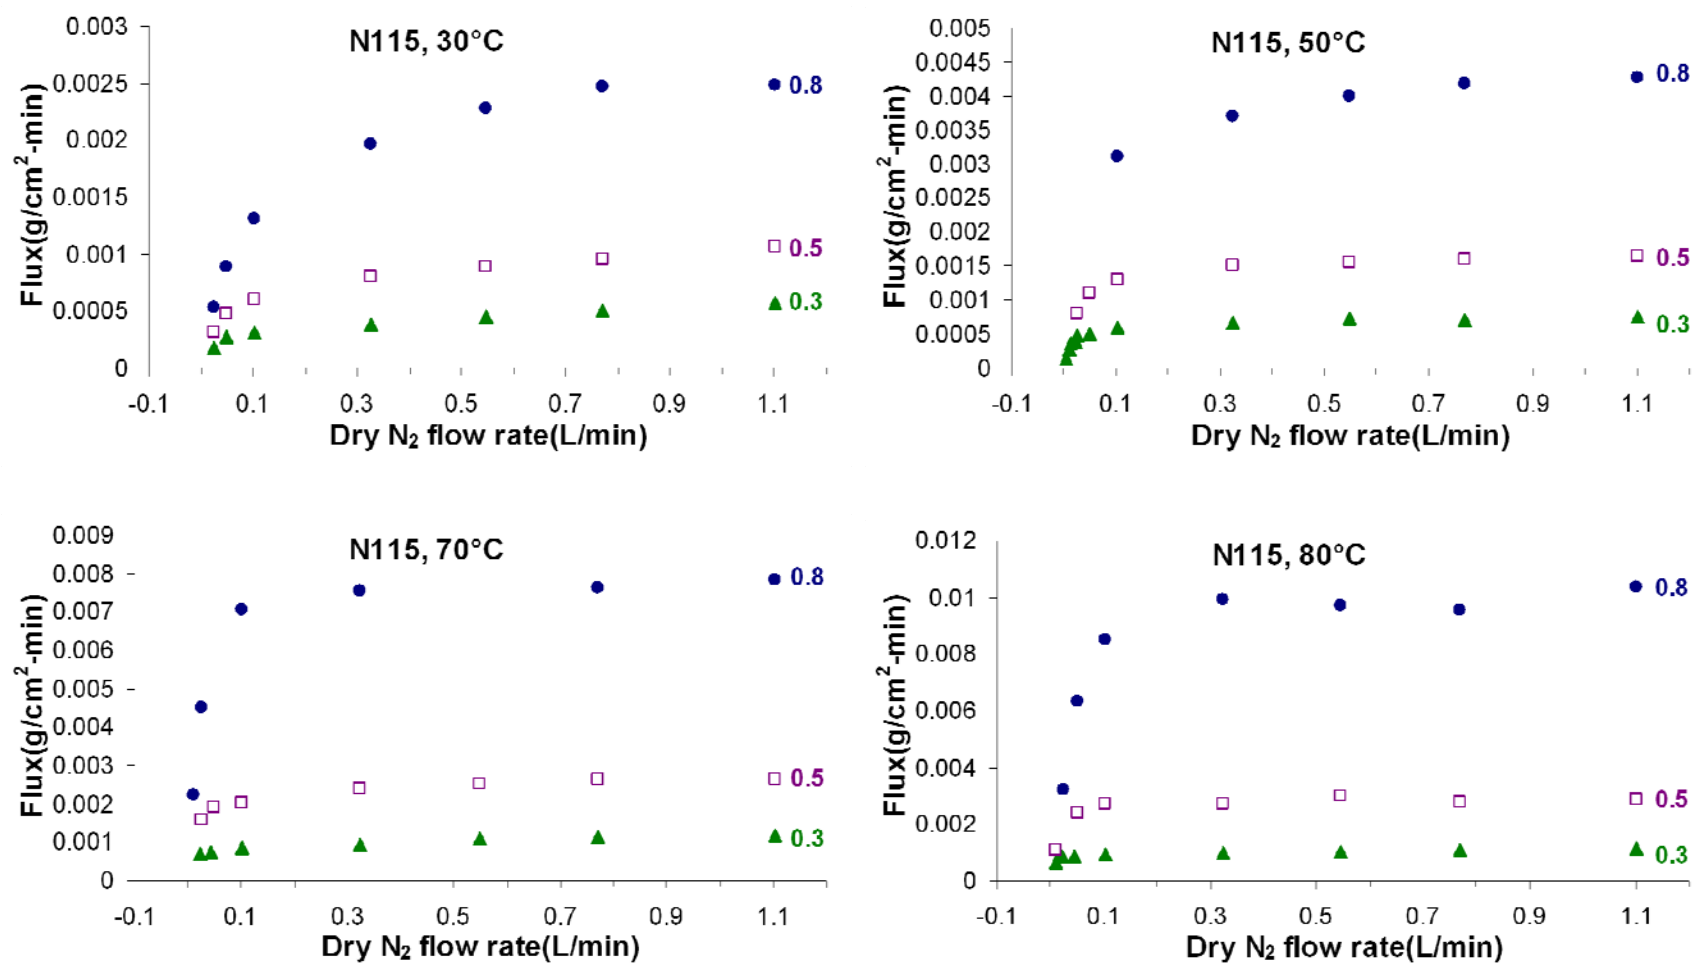 N115, 30°C
Flux(g/cm²-min)
0.003
0.0025
0.002
0.0015
0.001
0.0005
0
-0.1 0.1 0.3 0.5 0.7 0.9 1.1
Dry N₂ flow rate(L/min)
0.8
0.5
0.3
N115, 50°C
Flux(g/cm²-min)
0.005
0.0045
0.004
0.0035
0.003
0.0025
0.002
0.0015
0.001
0.0005
0
-0.1 0.1 0.3 0.5 0.7 0.9 1.1
Dry N₂ flow rate(L/min)
0.8
0.5
0.3
N115, 70°C
Flux(g/cm²-min)
0.009
0.008
0.007
0.006
0.005
0.004
0.003
0.002
0.001
0
-0.1 0.1 0.3 0.5 0.7 0.9 1.1
Dry N₂ flow rate(L/min)
0.8
0.5
0.3
N115, 80°C
Flux(g/cm²-min)
0.012
0.01
0.008
0.006
0.004
0.002
0
-0.1 0.1 0.3 0.5 0.7 0.9 1.1
Dry N₂ flow rate(L/min)
0.8
0.5
0.3